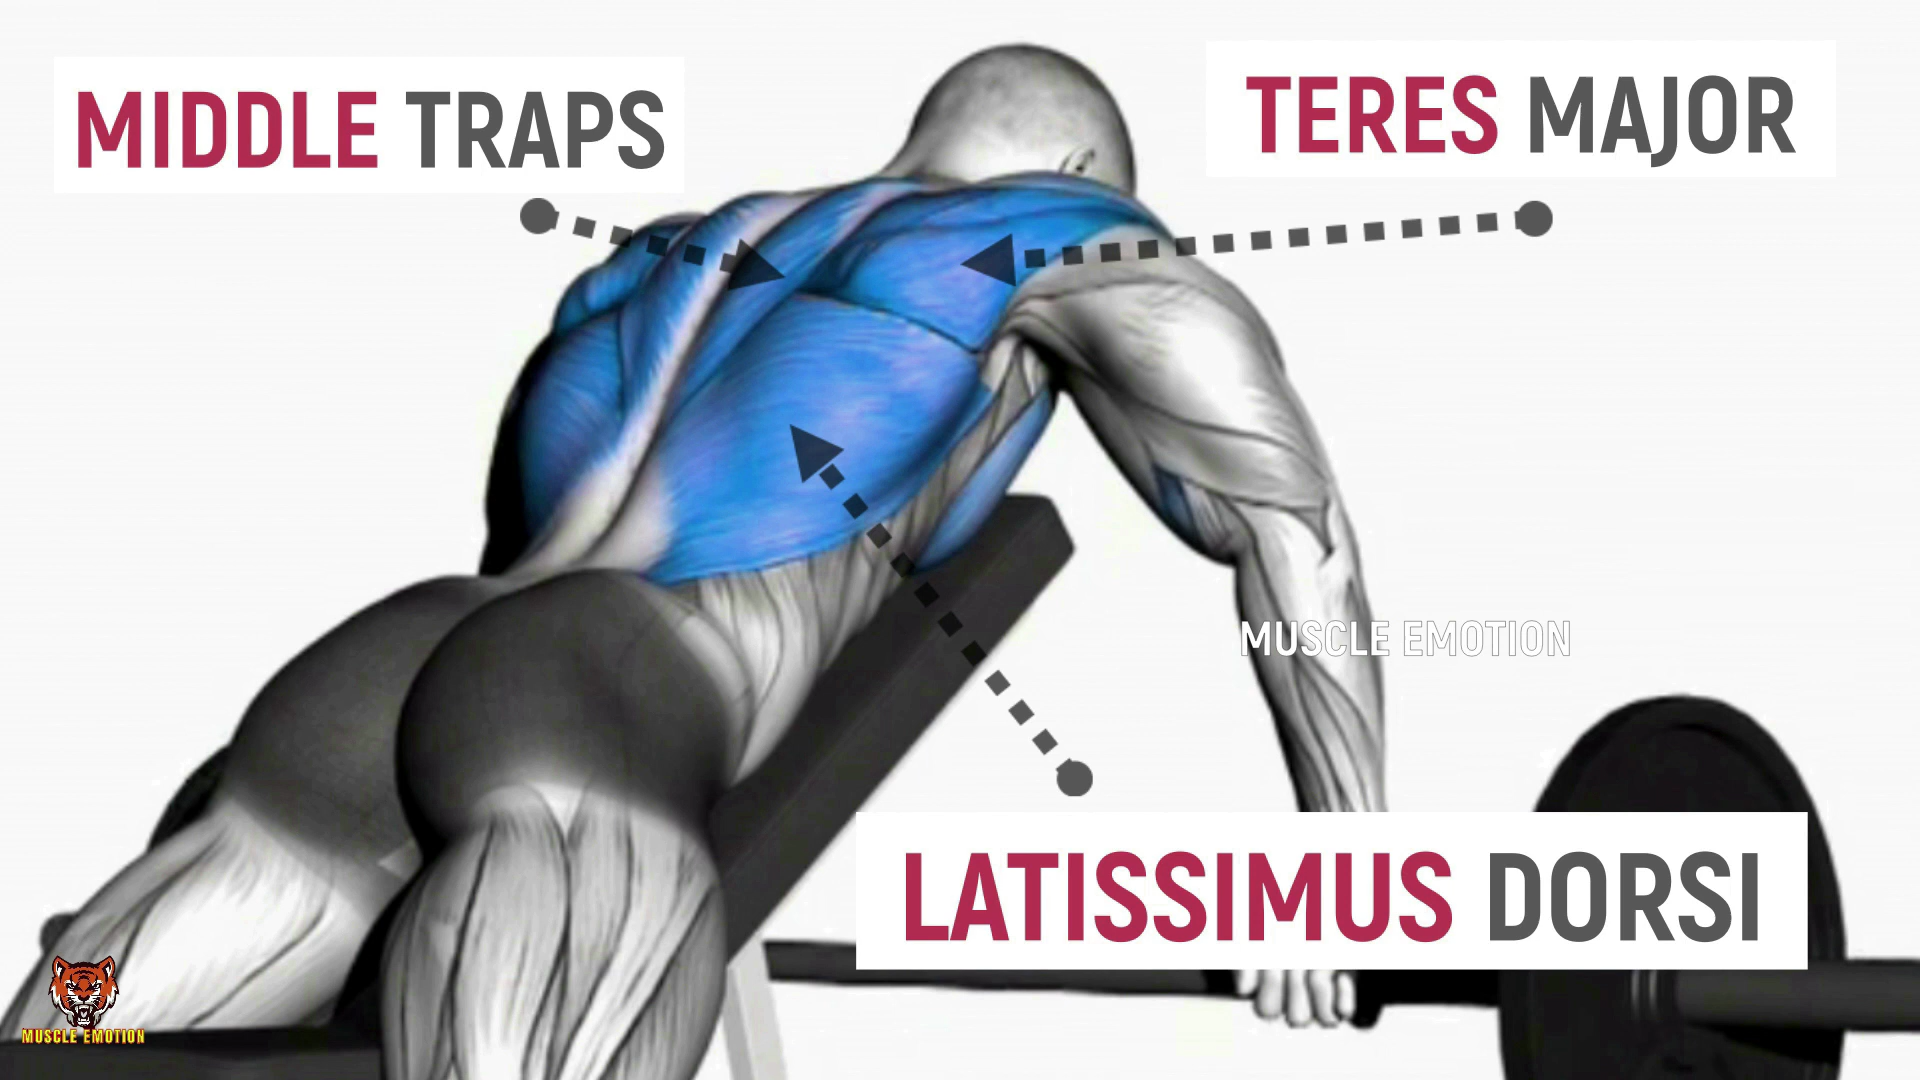 MIDDLE TRAPS
TERES MAJOR
MUSCLE EMOTION
LATISSIMUS DORSI
MUSCLE EMOTION